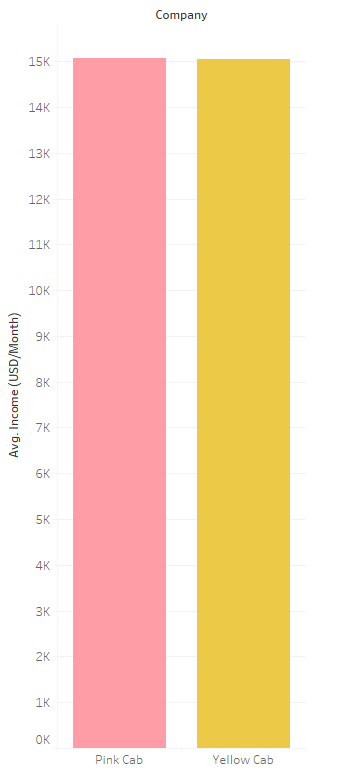 Company
15K
14K
13K
12K
11K
10K
9K
8K
7K
6K
5K
4K
3K
2K
1K
0K
Avg. Income (USD/Month)
Pink Cab
Yellow Cab